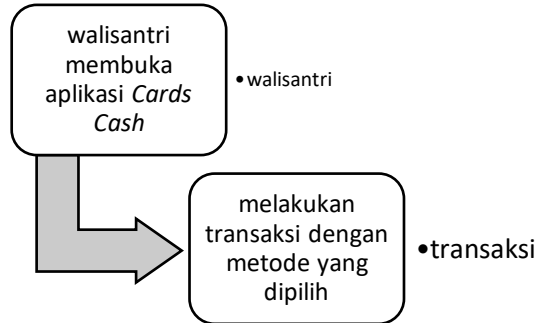 walisantri
membuka
aplikasi Cards
Cash
•walisantri
melakukan
transaksi dengan
metode yang
dipilih
•transaksi